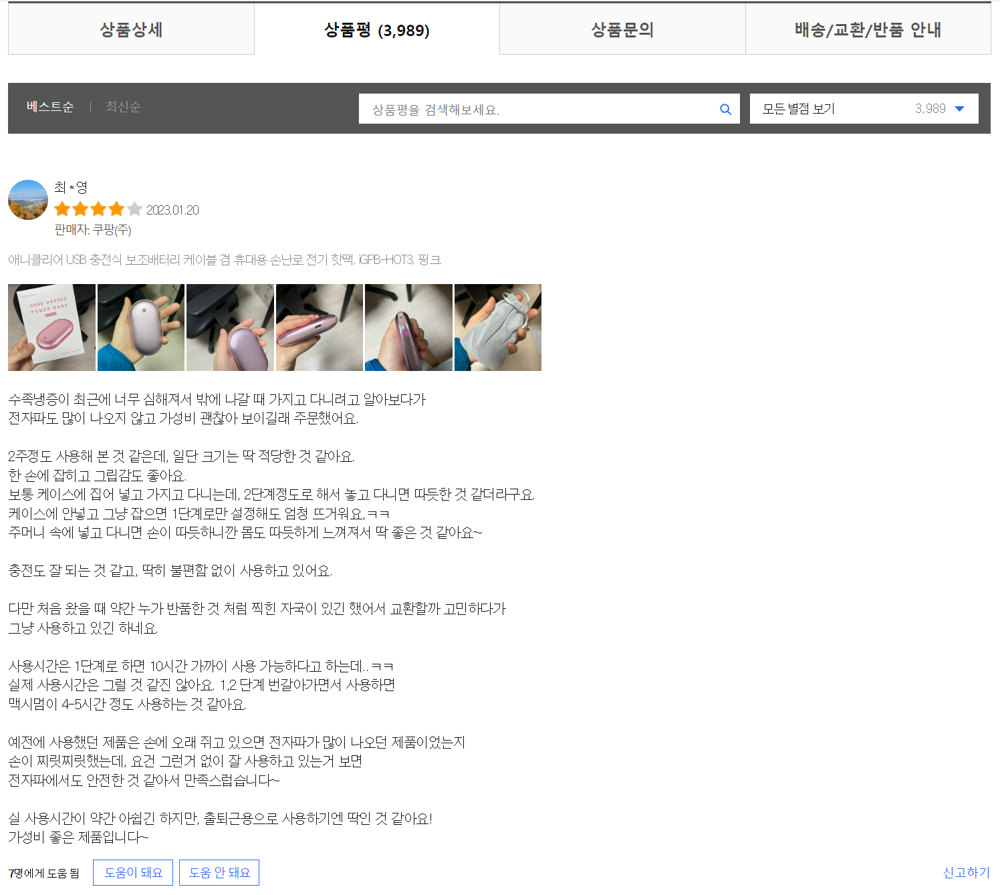 상품상세
상품평 (3,989)
상품문의
배송/교환/반품 안내
베스트순
최신순
상품평을 검색해보세요.
모든 별점 보기
3,989
최*영
2023.01.20
판매자: 쿠팡(주)
애니클리어 USB 충전식 보조배터리 케이블 겸 휴대용 손난로 전기 핫팩, iGPB-HOT3, 핑크
HAND WARMER
POWER BANK
수족냉증이 최근에 너무 심해져서 밖에 나갈 때 가지고 다니려고 알아보다가
전자파도 많이 나오지 않고 가성비 괜찮아 보이길래 주문했어요.
2주정도 사용해 본 것 같은데, 일단 크기는 딱 적당한 것 같아요.
한 손에 잡히고 그립감도 좋아요.
보통 케이스에 집어 넣고 가지고 다니는데, 2단계정도로 해서 놓고 다니면 따듯한 것 같더라구요.
케이스에 안넣고 그냥 잡으면 1단계로만 설정해도 엄청 뜨거워요,ㅋㅋ
주머니 속에 넣고 다니면 손이 따듯하니깐 몸도 따듯하게 느껴져서 딱 좋은 것 같아요~
충전도 잘 되는 것 같고, 딱히 불편함 없이 사용하고 있어요.
다만 처음 왔을 때 약간 누가 반품한 것 처럼 찍힌 자국이 있긴 했어서 교환할까 고민하다가
그냥 사용하고 있긴 하네요.
사용시간은 1단계로 하면 10시간 가까이 사용 가능하다고 하는데..ㅋㅋ
실제 사용시간은 그럴 것 같진 않아요. 1,2 단계 번갈아가면서 사용하면
맥시멈이 4-5시간 정도 사용하는 것 같아요.
예전에 사용했던 제품은 손에 오래 쥐고 있으면 전자파가 많이 나오던 제품이었는지
손이 찌릿찌릿했는데, 요건 그런거 없이 잘 사용하고 있는거 보면
전자파에서도 안전한 것 같아서 만족스럽습니다~
실 사용시간이 약간 아쉽긴 하지만, 출퇴근용으로 사용하기엔 딱인 것 같아요!
가성비 좋은 제품입니다~
7명에게 도움 됨
도움이 돼요
도움 안 돼요
신고하기